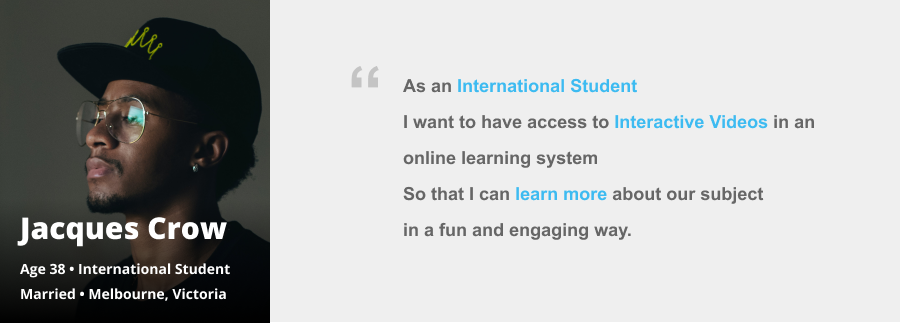 Jacques Crow
Age 38 • International Student
Married • Melbourne, Victoria
“
As an International Student
I want to have access to Interactive Videos in an
online learning system
So that I can learn more about our subject
in a fun and engaging way.